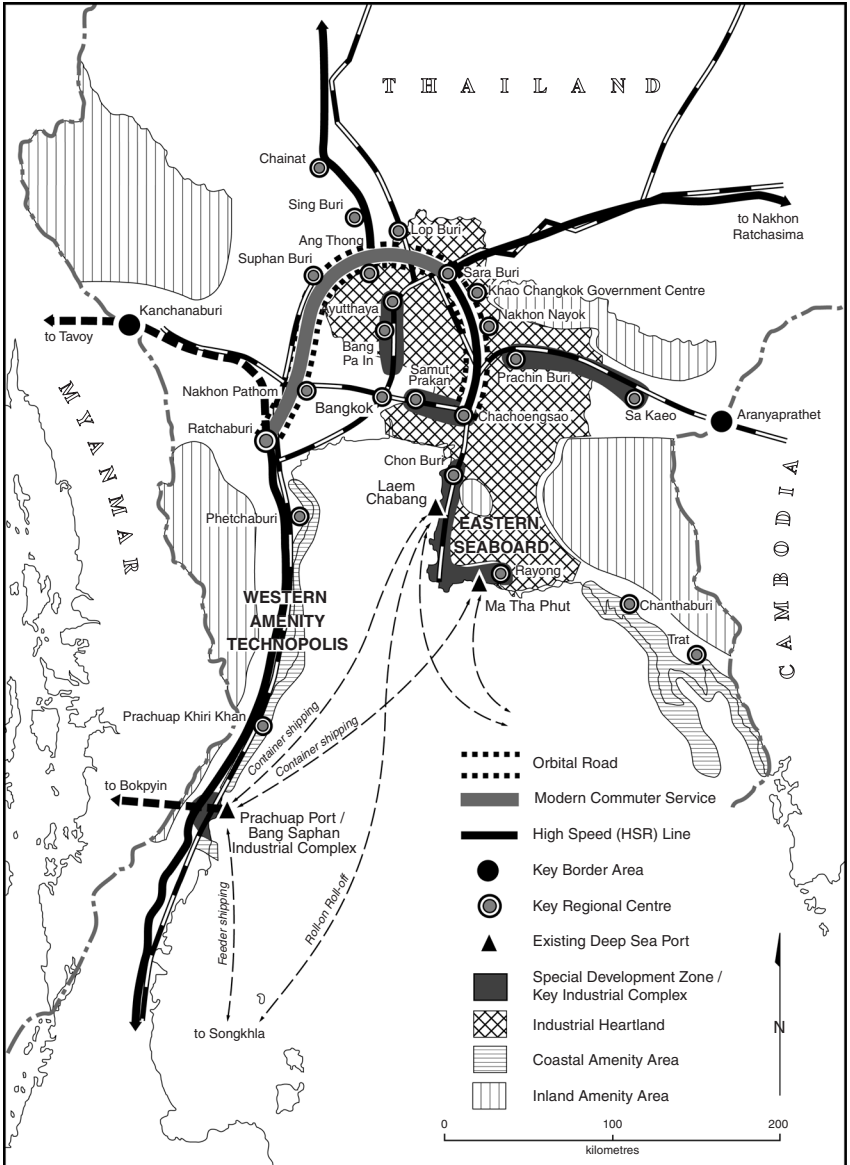 THAILAND
Chainat
Sing Buri
Lop Buri
to Nakhon
Ratchasima
Ang Thong
Suphan Buri
Sara Buri
Khao Changkok Government Centre
Kanchanaburi
yutthaya
Nakhon Nayok
to Tavoy
Bang
Pa In
Samut
Prakan
Prachin Buri
Nakhon Pathom
Bangkok
Sa Kaeo
Aranyaprathet
Ratchaburi
Chachoengsao
MYANMAR
Chon Buri
Laem
Chabang
CAMBODIA
Phetchaburi
EASTERN
SEABOARD
Rayong
WESTERN
AMENITY
TECHNOPOLIS
Ma Tha Phut
Chanthaburi
Trat
Prachuap Khiri Khan
Container shipping
Container shipping
to Bokpyin
Prachuap Port /
Bang Saphan
Industrial Complex
Feeder shipping
Roll-on Roll-off
to Songkhla
Orbital Road
Modern Commuter Service
High Speed (HSR) Line
Key Border Area
Key Regional Centre
Existing Deep Sea Port
Special Development Zone /
Key Industrial Complex
Industrial Heartland
Coastal Amenity Area
Inland Amenity Area
N
0 100 200
kilometres